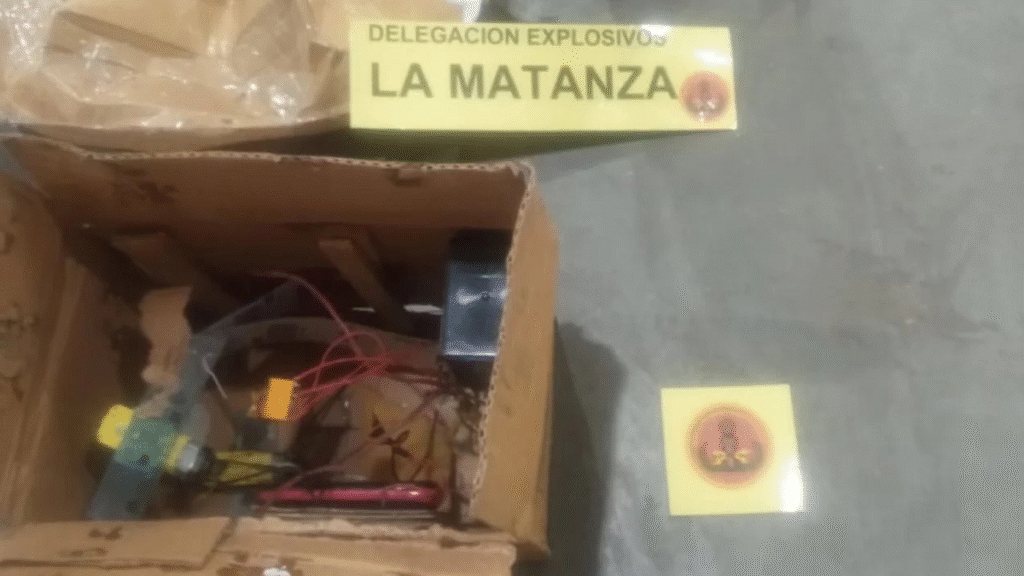 DELEGACION EXPLOSIVOS
LA MATANZA